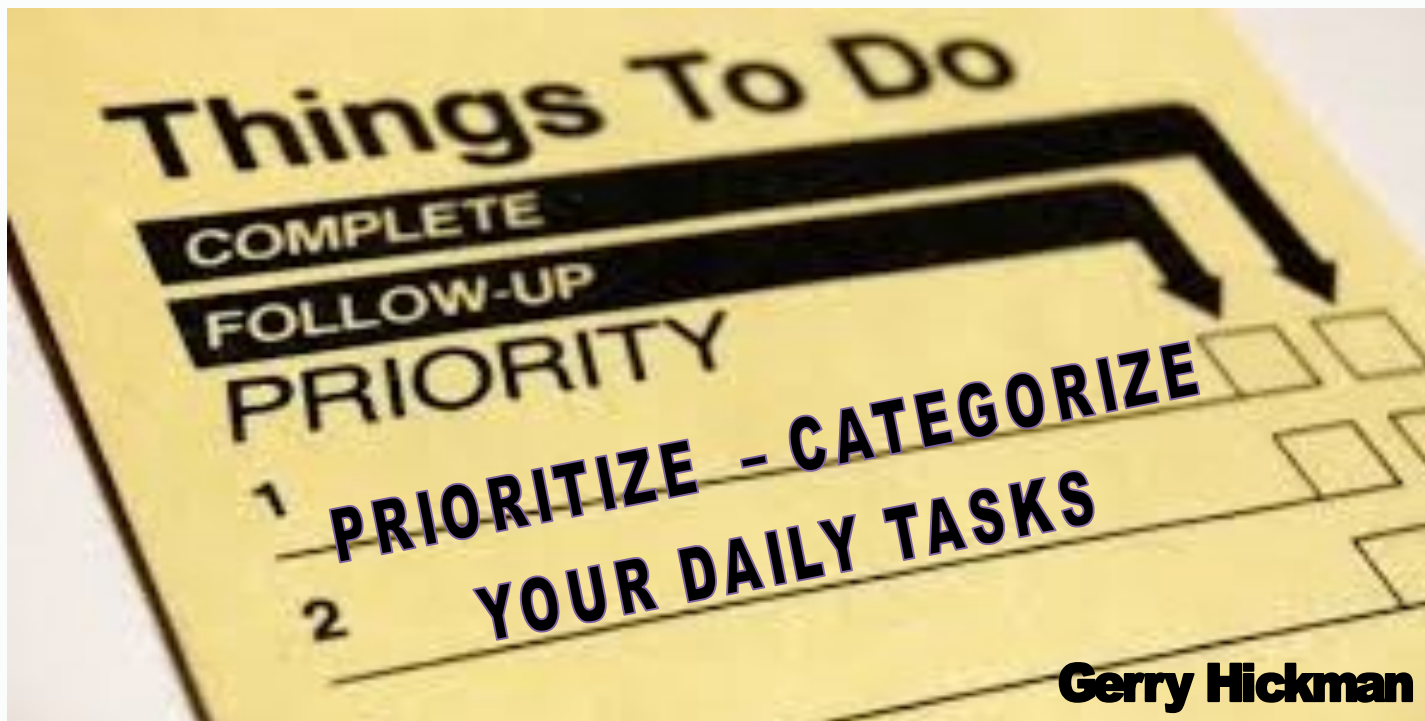 Things To Do
COMPLETE
FOLLOW-UP
PRIORITY
1
PRIORITIZE – CATEGORIZE
2
YOUR DAILY TASKS
Gerry Hickman